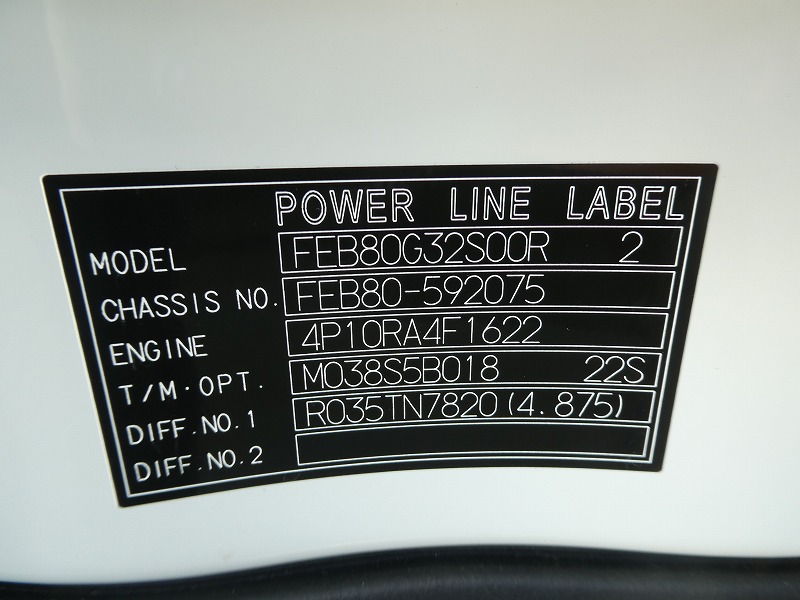 POWER LINE LABEL
MODEL FEB80G32S00R 2
CHASSIS NO. FEB80-592075
ENGINE 4P10RA4F1622
T/M·OPT. M038S5B018 22S
DIFF.NO.1 R035TN7820(4.875)
DIFF.NO.2